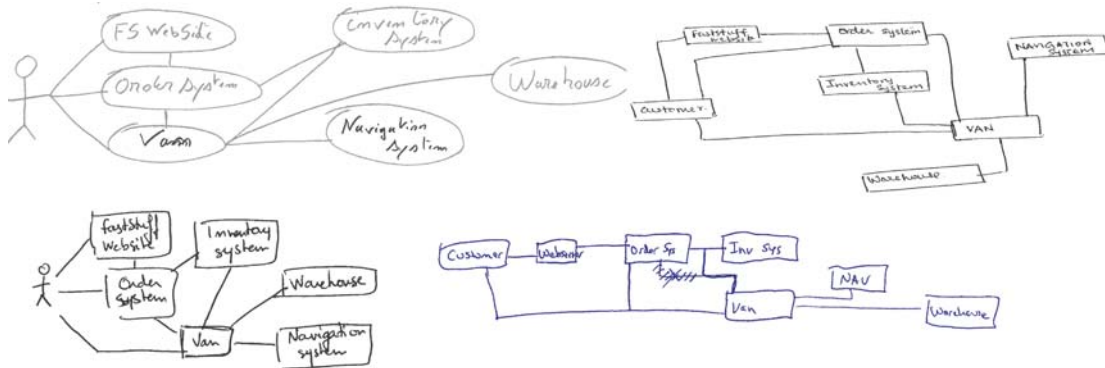 FS Website
Inventory
System
Order System
Warehouse
Navigation
System
Faststuff
Website
Order System
NAVIGATION
System
Inventory
System
Customer.
VAN
Warehouse
faststuff
Website
Inventory
system
Order
System
Warehouse
Van
Navigation
system
Customer
Order Sys
Inv Sys
NAV
Van
Warehouse